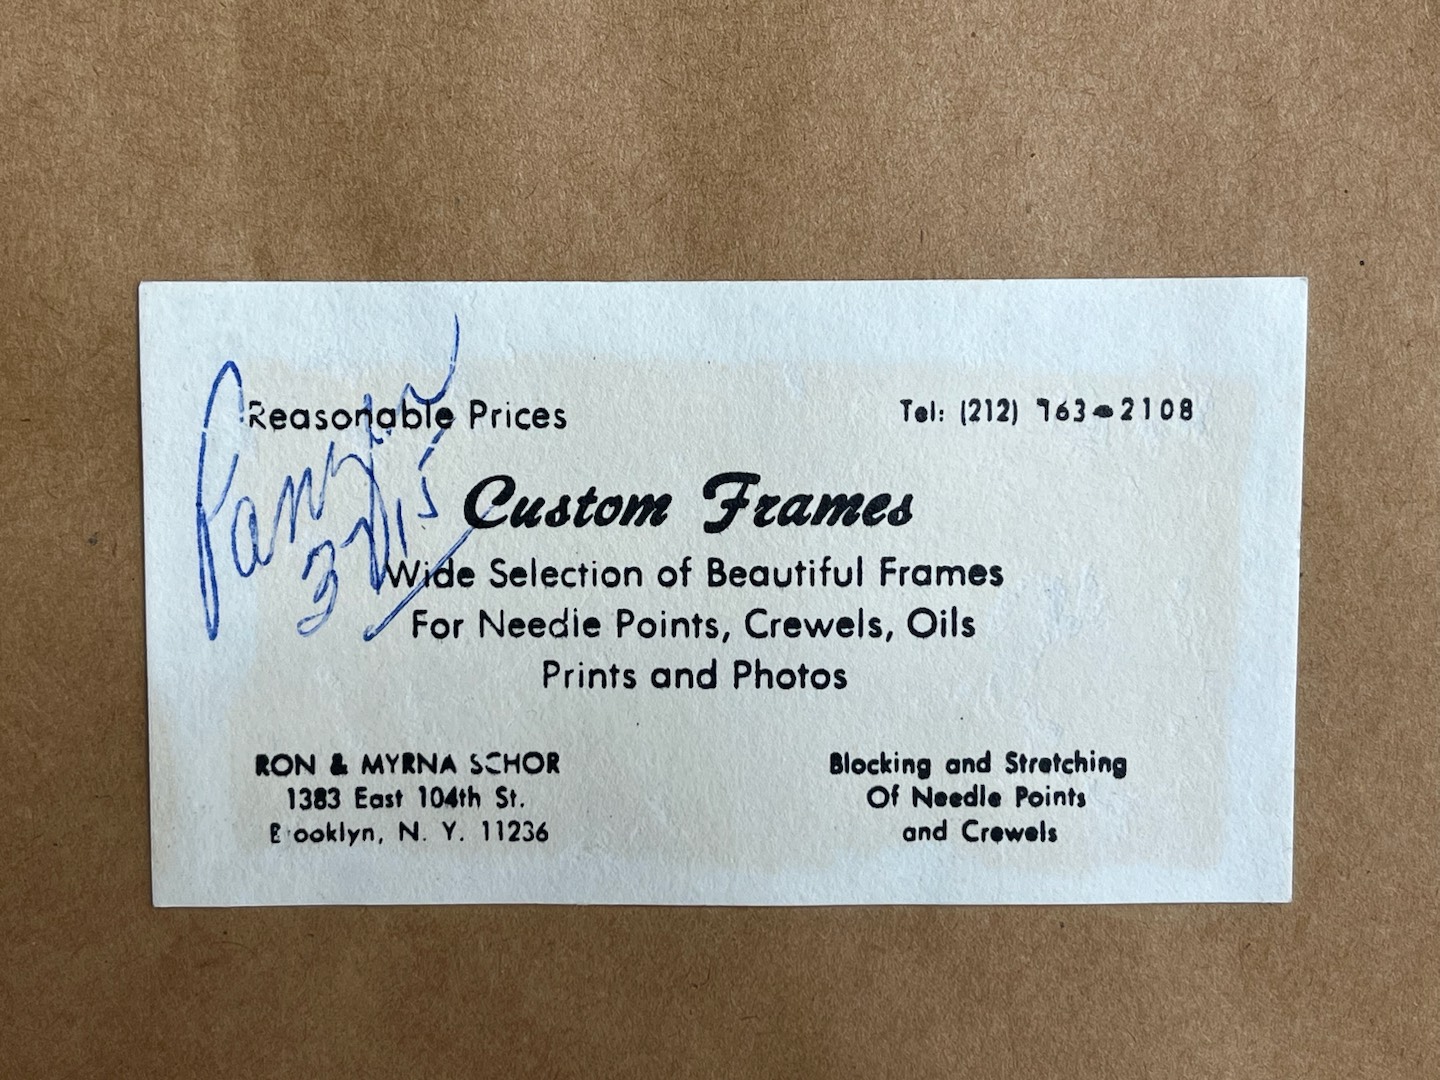 Reasonable Prices
Tel: (212) 763-2108
Custom Frames
Wide Selection of Beautiful Frames
For Needle Points, Crewels, Oils
Prints and Photos
RON & MYRNA SCHOR
1383 East 104th St.
Brooklyn, N. Y. 11236
Blocking and Stretching
Of Needle Points
and Crewels